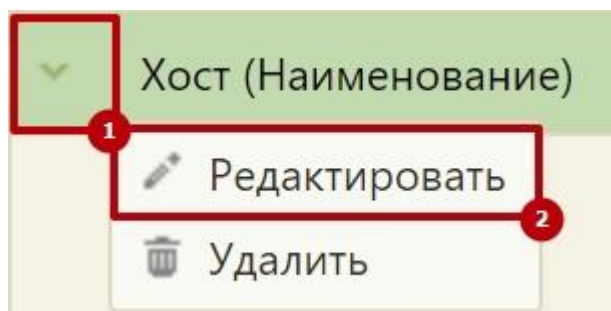 Хост (Наименование)
1
Редактировать
2
Удалить